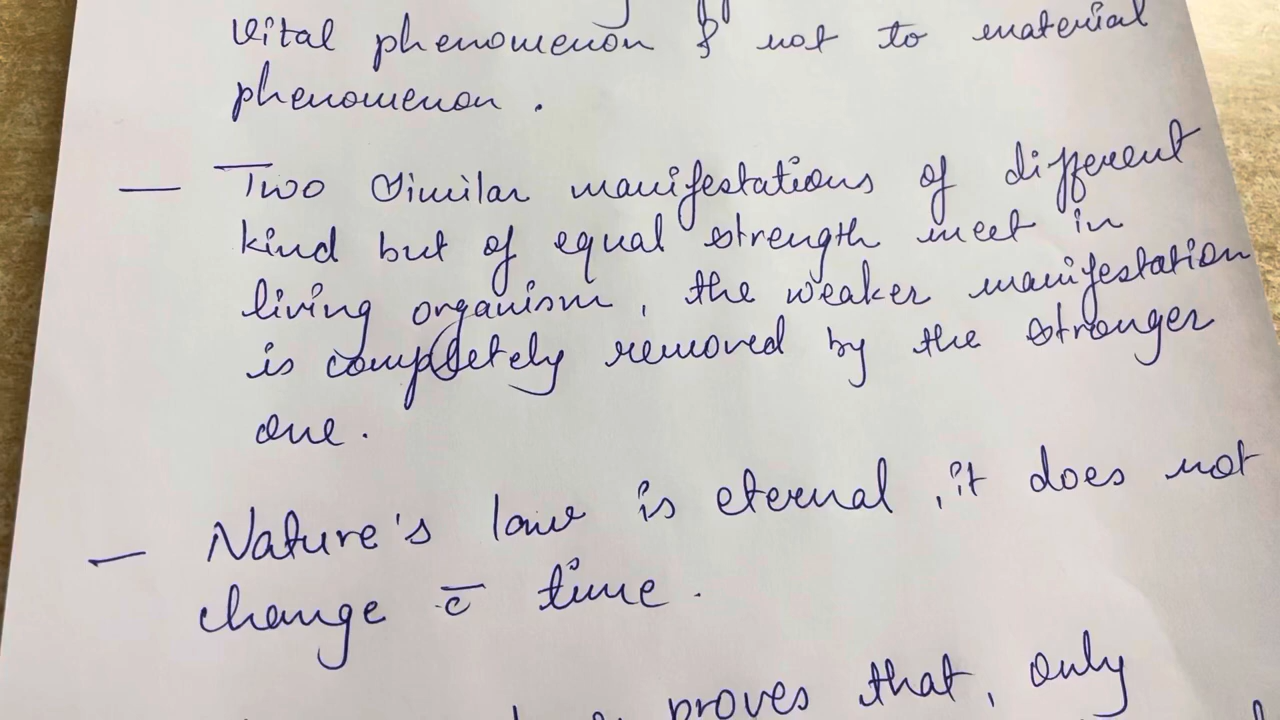 vital phenomenon & not to material
phenomenon.
— Two similar manifestations of different
kind but of equal strength meet in
living organism, the weaker manifestation
is completely removed by the stronger
one.
— Nature's law is eternal, it does not
change c̄ time.
proves that, only